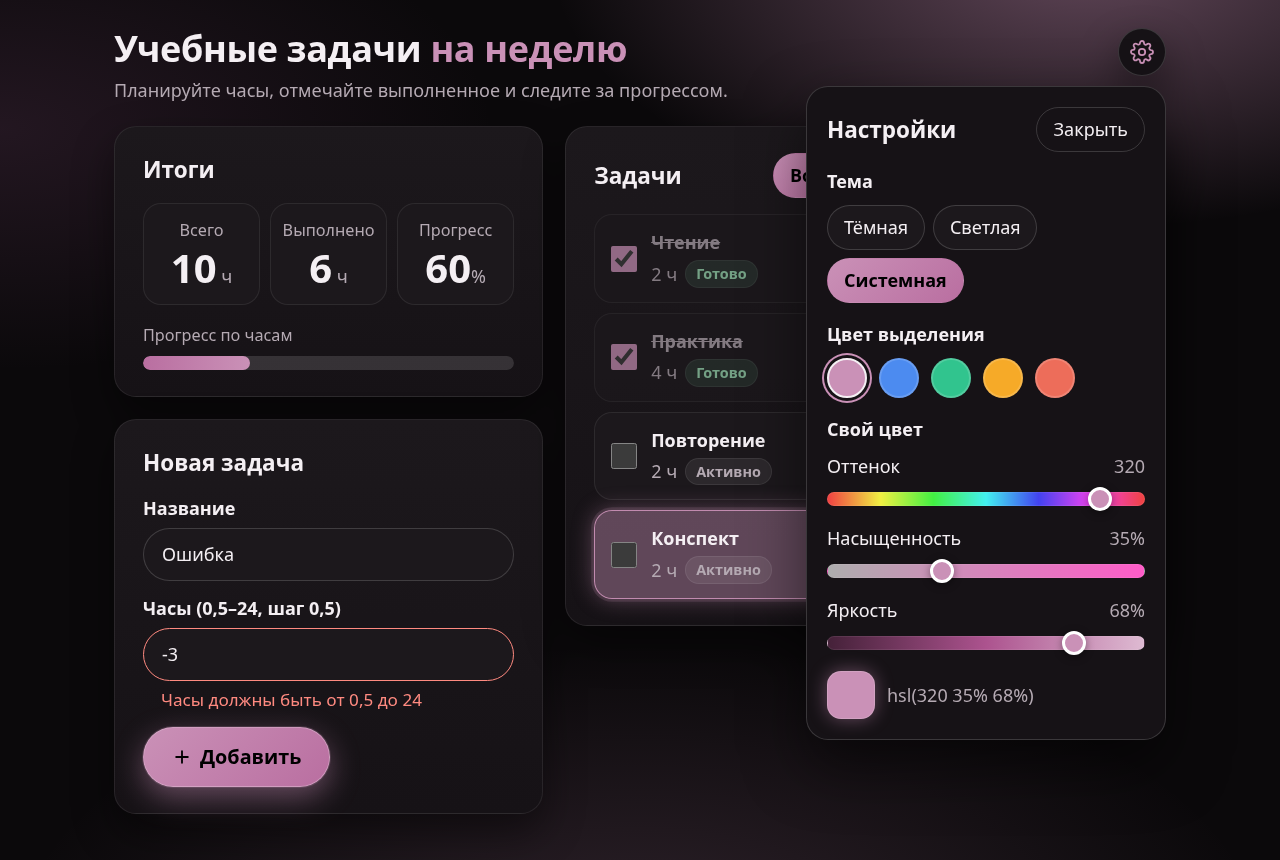 Учебные задачи на неделю
Планируйте часы, отмечайте выполненное и следите за прогрессом.
Итоги
Всего
10 ч
Выполнено
6 ч
Прогресс
60%
Прогресс по часам
Новая задача
Название
Ошибка
Часы (0,5–24, шаг 0,5)
-3
Часы должны быть от 0,5 до 24
+ Добавить
Задачи
Чтение
2 ч Готово
Практика
4 ч Готово
Повторение
2 ч Активно
Конспект
2 ч Активно
Настройки
Закрыть
Тема
Тёмная
Светлая
Системная
Цвет выделения
Свой цвет
Оттенок 320
Насыщенность 35%
Яркость 68%
hsl(320 35% 68%)